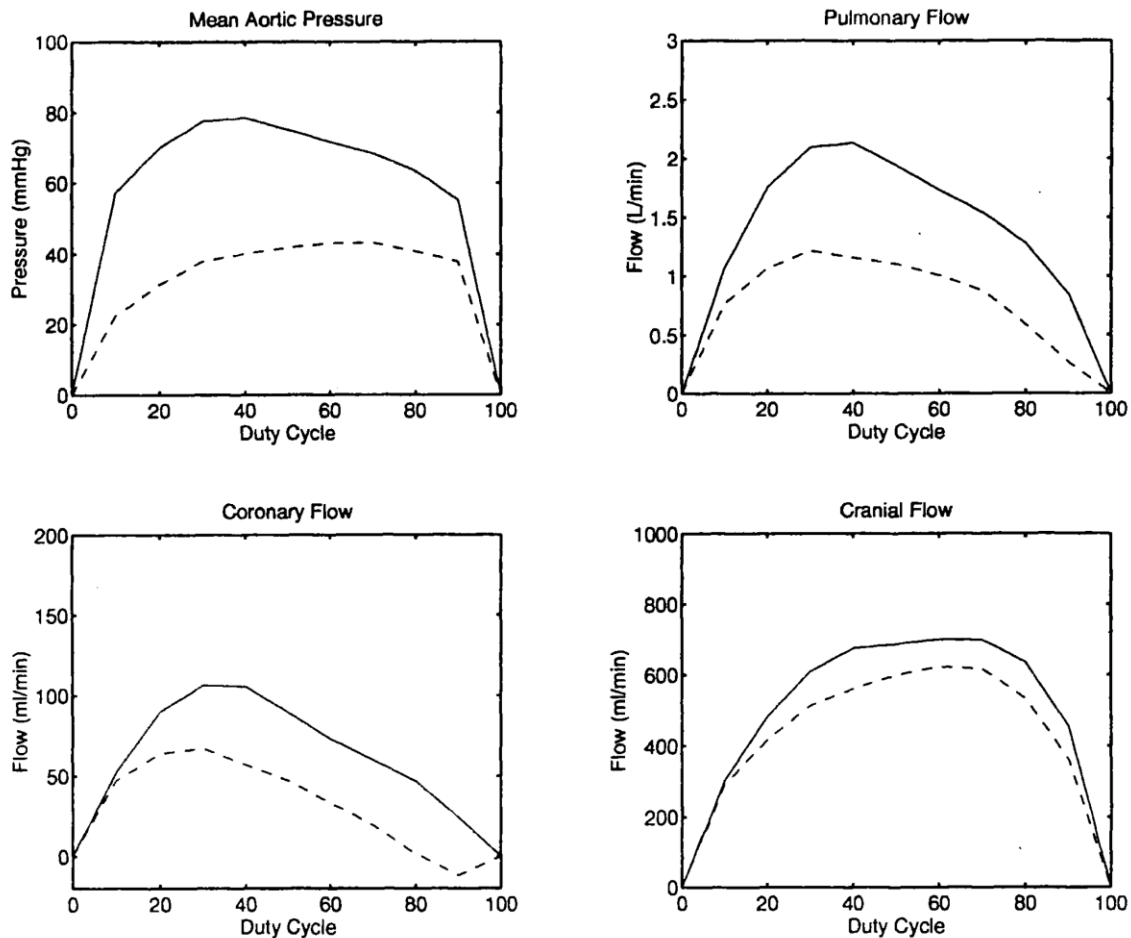 Mean Aortic Pressure
100
80
60
40
20
0
Pressure (mmHg)
0 20 40 60 80 100
Duty Cycle
Pulmonary Flow
3
2.5
2
1.5
1
0.5
0
Flow (L/min)
0 20 40 60 80 100
Duty Cycle
Coronary Flow
200
150
100
50
0
Flow (ml/min)
0 20 40 60 80 100
Duty Cycle
Cranial Flow
1000
800
600
400
200
0
Flow (ml/min)
0 20 40 60 80 100
Duty Cycle